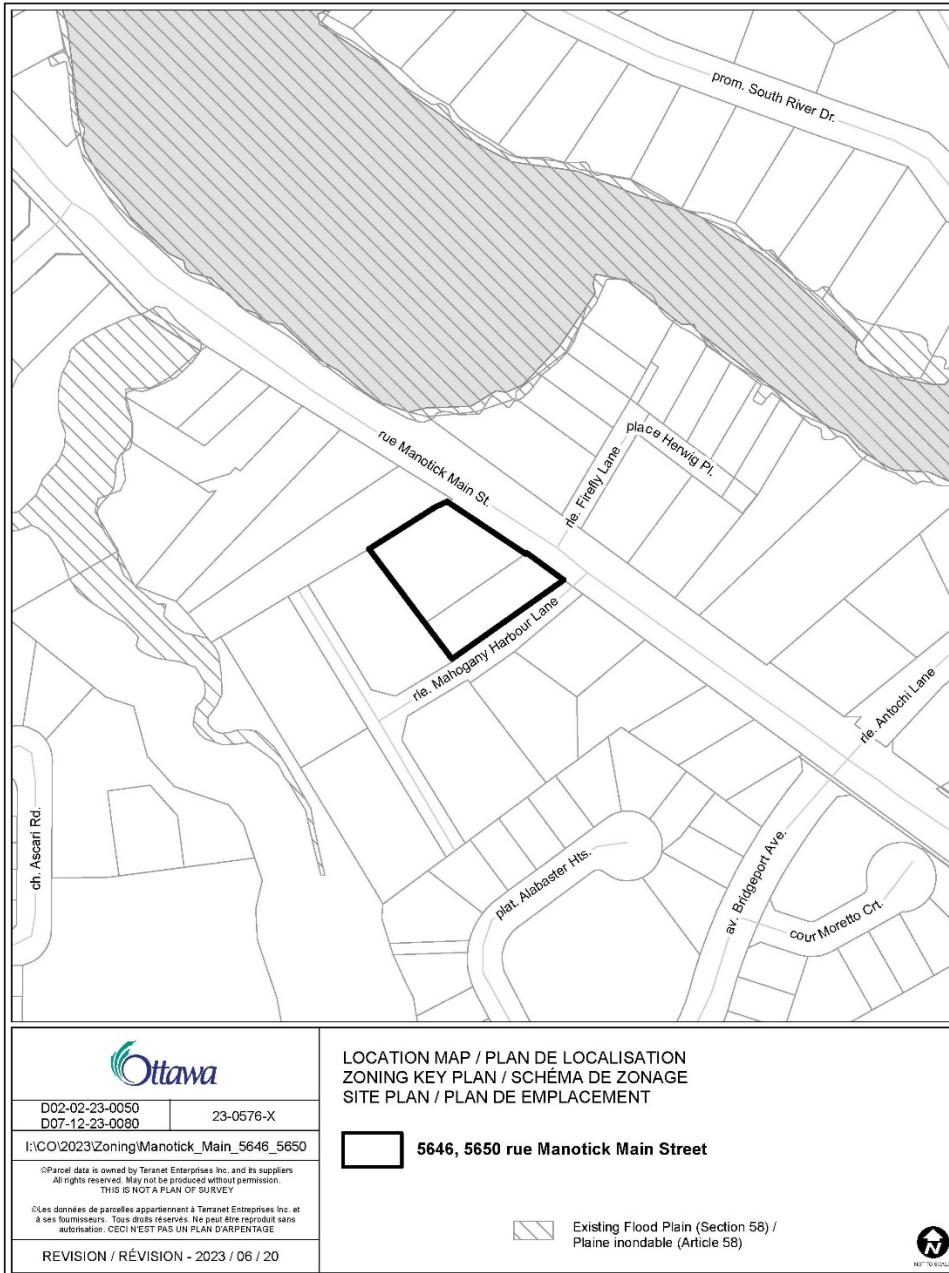 prom. South River Dr.
rue Manotick Main St.
place Herwig Pl.
rle. Firefly Lane
rle. Mahogany Harbour Lane
rle. Antochi Lane
ch. Ascari Rd.
plat. Alabaster Hts.
av. Bridgeport Ave.
cour Moretto Crt.
Ottawa
D02-02-23-0050
D07-12-23-0080
23-0576-X
I:\CO\2023\Zoning\Manotick_Main_5646_5650
©Parcel data is owned by Teranet Enterprises Inc. and its suppliers
All rights reserved. May not be produced without permission.
THIS IS NOT A PLAN OF SURVEY
©Les données de parcelles appartiennent à Terranet Entreprises Inc. et
à ses fournisseurs. Tous droits réservés. Ne peut être reproduit sans
autorisation. CECI N'EST PAS UN PLAN D'ARPENTAGE
REVISION / RÉVISION - 2023 / 06 / 20
LOCATION MAP / PLAN DE LOCALISATION
ZONING KEY PLAN / SCHÉMA DE ZONAGE
SITE PLAN / PLAN DE EMPLACEMENT
5646, 5650 rue Manotick Main Street
Existing Flood Plain (Section 58) /
Plaine inondable (Article 58)
N
NOT TO SCALE